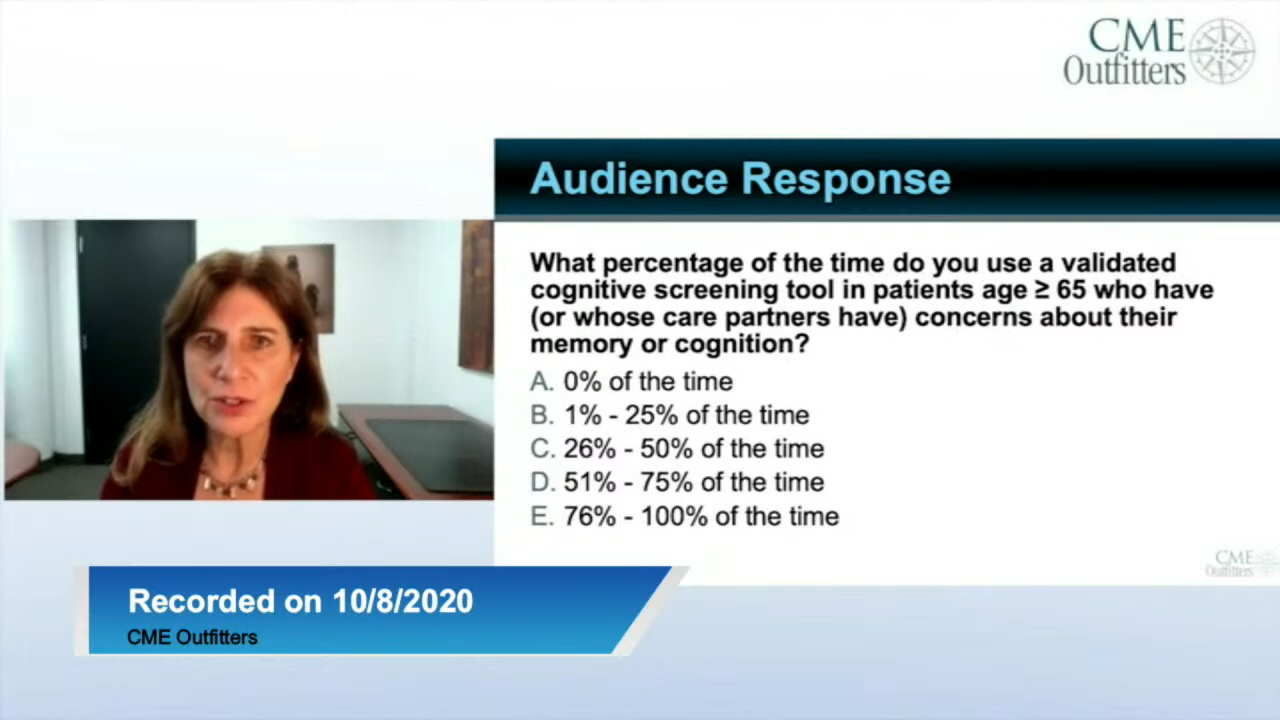 CME
Outfitters
Audience Response
What percentage of the time do you use a validated
cognitive screening tool in patients age ≥ 65 who have
(or whose care partners have) concerns about their
memory or cognition?
A. 0% of the time
B. 1% - 25% of the time
C. 26% - 50% of the time
D. 51% - 75% of the time
E. 76% - 100% of the time
CME
Outfitters
Recorded on 10/8/2020
CME Outfitters